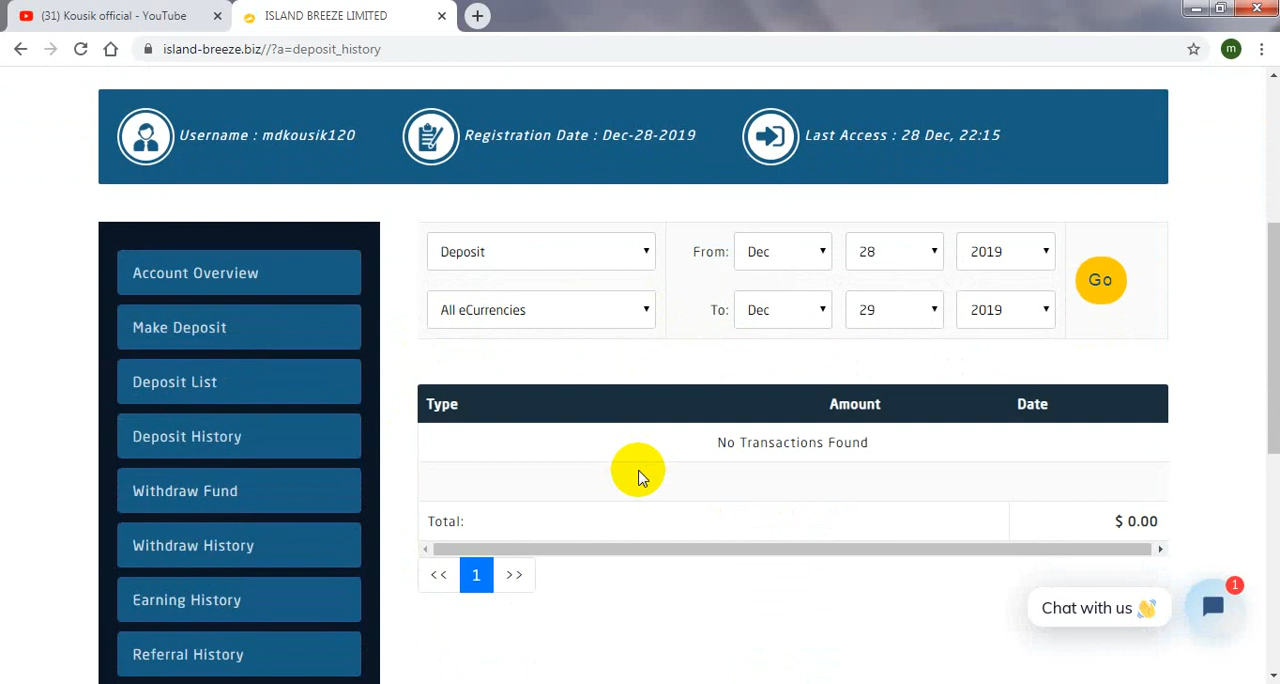 (31) Kousik official - YouTube
ISLAND BREEZE LIMITED
island-breeze.biz//?a=deposit_history
m
Username : mdkousik120
Registration Date : Dec-28-2019
Last Access : 28 Dec, 22:15
Account Overview
Make Deposit
Deposit List
Deposit History
Withdraw Fund
Withdraw History
Earning History
Referral History
Deposit
From: Dec 28 2019
All eCurrencies
To: Dec 29 2019
Go
Type Amount Date
No Transactions Found
Total: $ 0.00
<< 1 >>
Chat with us 👋
1